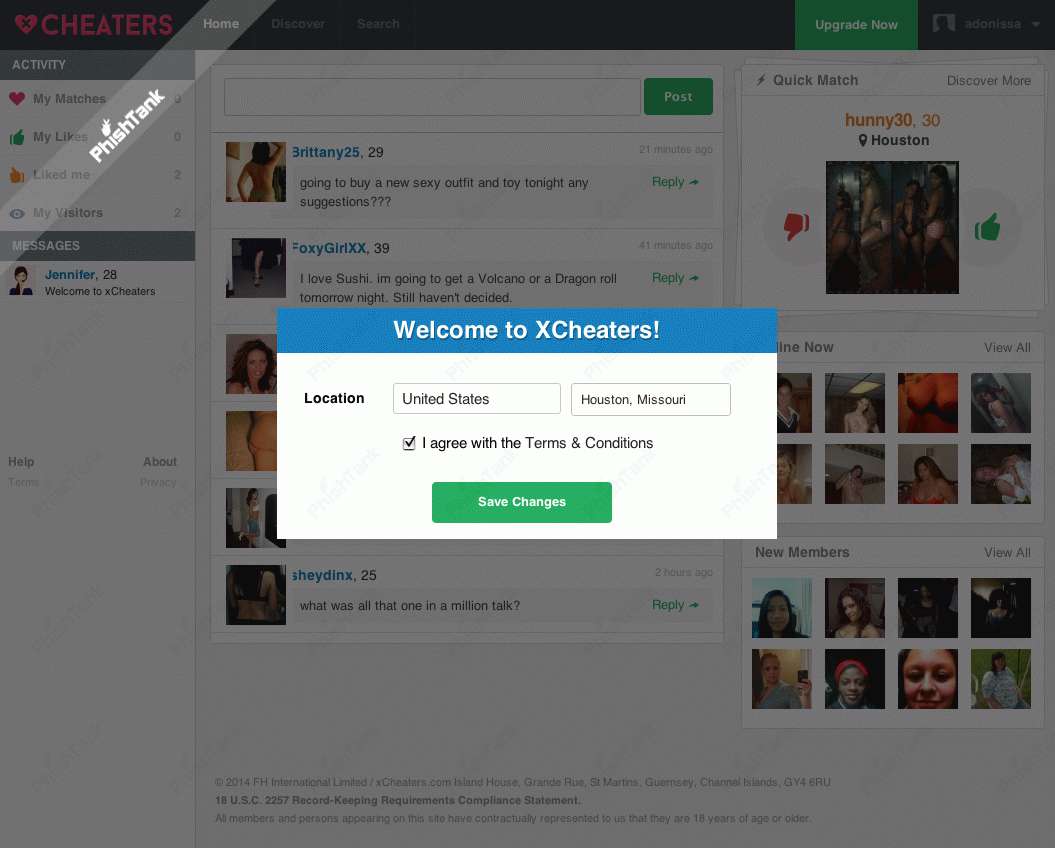 CHEATERS
Home
Discover
Search
Upgrade Now
adonissa
PhishTank
ACTIVITY
My Matches 0
My Likes 0
Liked me 2
My Visitors 2
MESSAGES
Jennifer, 28
Welcome to xCheaters
Help
About
Terms
Privacy
Post
Brittany25, 29
21 minutes ago
going to buy a new sexy outfit and toy tonight any
suggestions???
Reply
FoxyGirlXX, 39
41 minutes ago
I love Sushi. im going to get a Volcano or a Dragon roll
tomorrow night. Still haven't decided.
Reply
Welcome to XCheaters!
Location
United States
Houston, Missouri
I agree with the Terms & Conditions
Save Changes
sheydinx, 25
2 hours ago
what was all that one in a million talk?
Reply
Quick Match
Discover More
hunny30, 30
Houston
Now
View All
New Members
View All
© 2014 FH International Limited / xCheaters.com Island House, Grande Rue, St Martins, Guernsey, Channel Islands, GY4 6RU
18 U.S.C. 2257 Record-Keeping Requirements Compliance Statement.
All members and persons appearing on this site have contractually represented to us that they are 18 years of age or older.